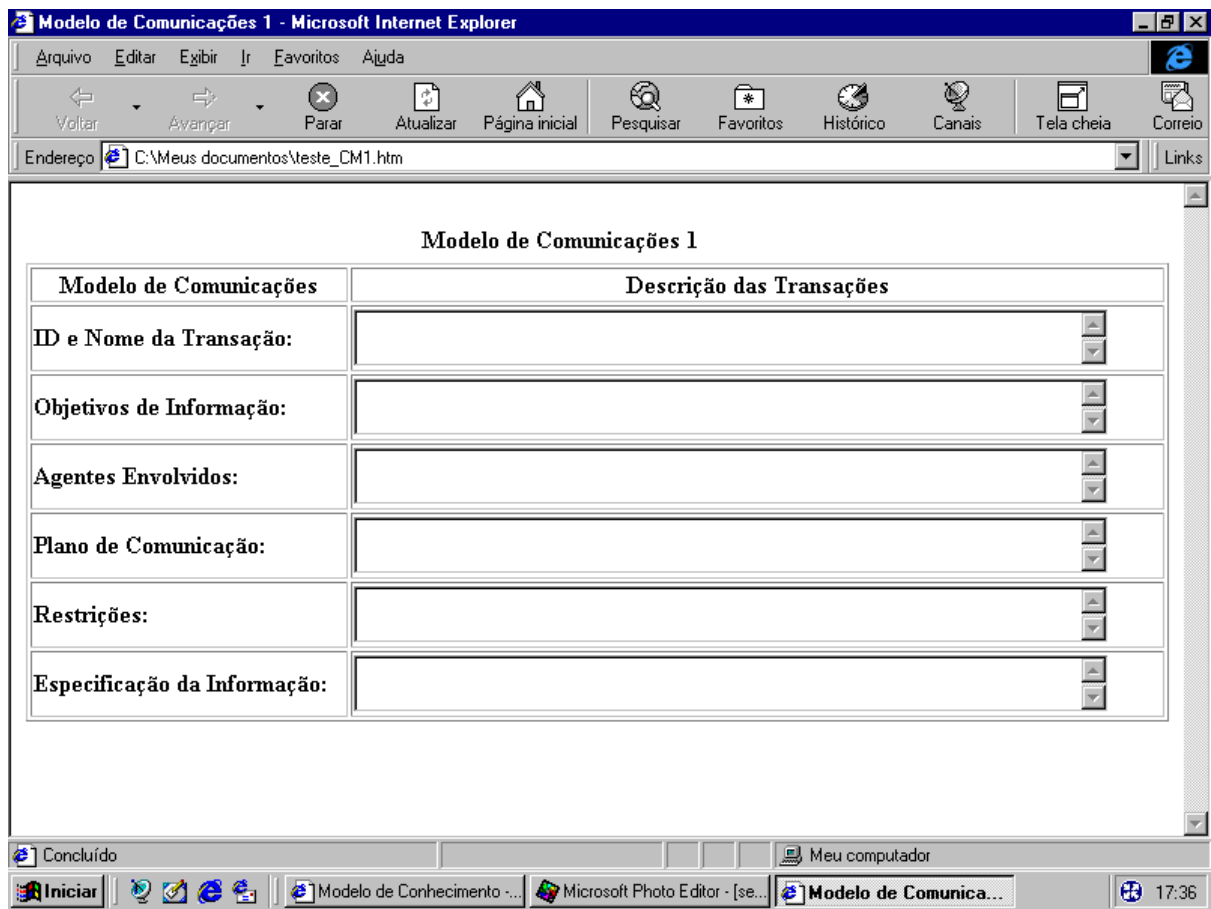 Modelo de Comunicações 1 - Microsoft Internet Explorer
Arquivo Editar Exibir Ir Favoritos Ajuda
Voltar Avançar Parar Atualizar Página inicial Pesquisar Favoritos Histórico Canais Tela cheia Correio
Endereço C:\Meus documentos\teste_CM1.htm Links
Modelo de Comunicações 1
Modelo de Comunicações Descrição das Transações
ID e Nome da Transação:
Objetivos de Informação:
Agentes Envolvidos:
Plano de Comunicação:
Restrições:
Especificação da Informação:
Concluído Meu computador
Iniciar Modelo de Conhecimento -... Microsoft Photo Editor - [se... Modelo de Comunica... 17:36